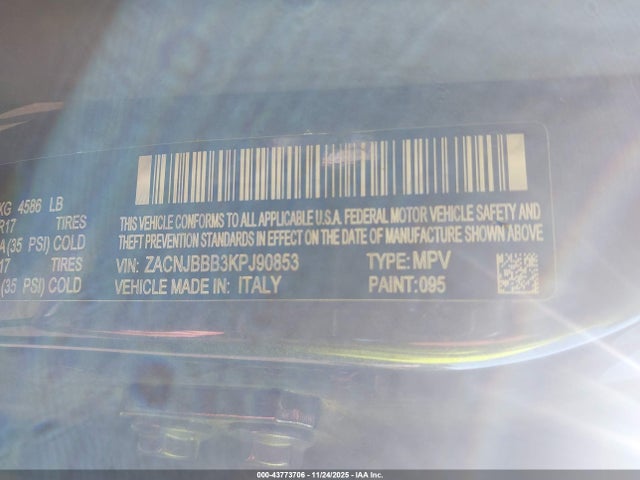 KG 4586 LB
R17 TIRES
A (35 PSI) COLD
17 TIRES
(35 PSI) COLD
THIS VEHICLE CONFORMS TO ALL APPLICABLE U.S.A. FEDERAL MOTOR VEHICLE SAFETY AND
THEFT PREVENTION STANDARDS IN EFFECT ON THE DATE OF MANUFACTURE SHOWN ABOVE.
VIN: ZACNJBBB3KPJ90853 TYPE: MPV
VEHICLE MADE IN: ITALY PAINT: 095
000-43773706 - 11/24/2025 - IAA Inc.